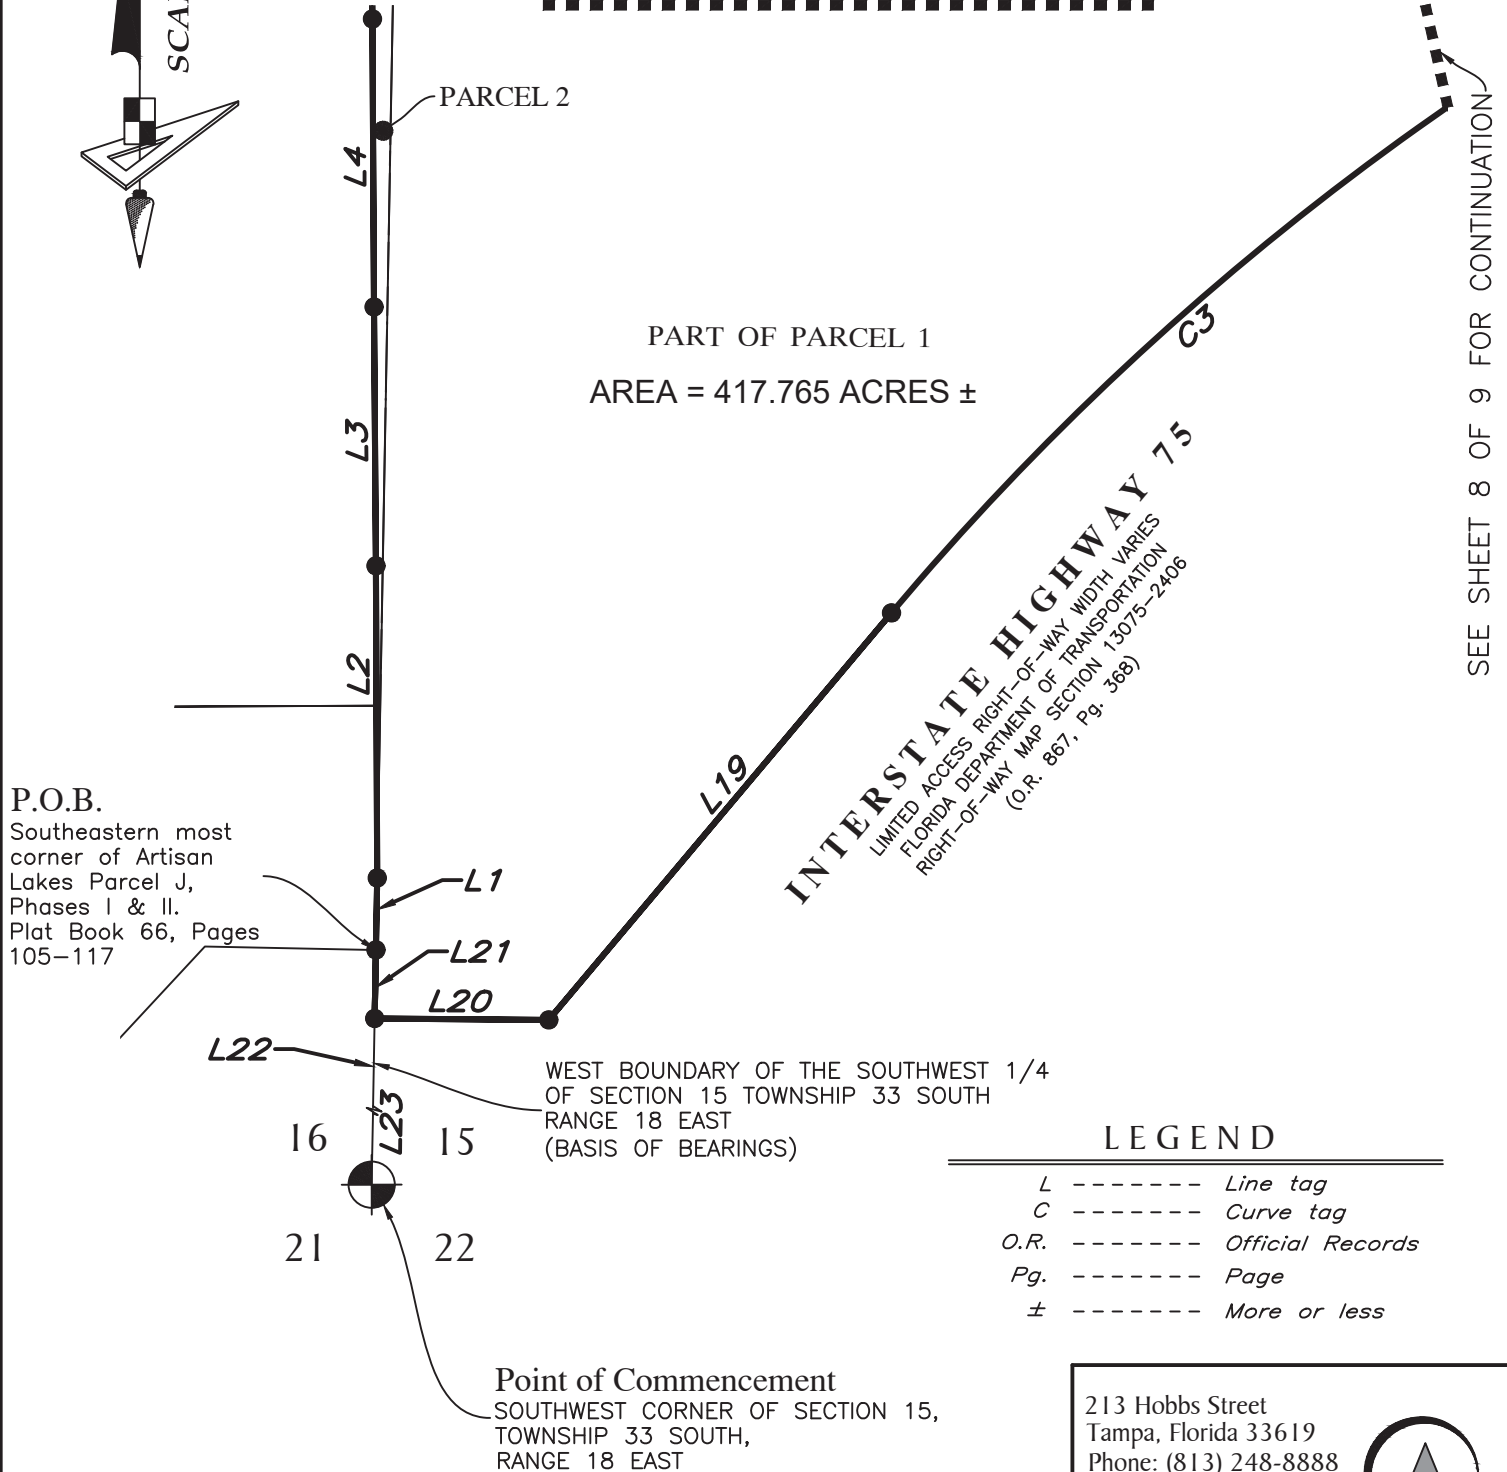 SCA
PARCEL 2
L4
SEE SHEET 8 OF 9 FOR CONTINUATION
C3
PART OF PARCEL 1
AREA = 417.765 ACRES ±
L3
INTERSTATE HIGHWAY 75
LIMITED ACCESS RIGHT-OF-WAY WIDTH VARIES
FLORIDA DEPARTMENT OF TRANSPORTATION
RIGHT-OF-WAY MAP SECTION 13075-2406
(O.R. 867, Pg. 368)
L2
L19
P.O.B.
Southeastern most
corner of Artisan
Lakes Parcel J,
Phases I & II.
Plat Book 66, Pages
105-117
L1
L21
L20
L22
WEST BOUNDARY OF THE SOUTHWEST 1/4
OF SECTION 15 TOWNSHIP 33 SOUTH
RANGE 18 EAST
(BASIS OF BEARINGS)
L23
16 15
21 22
LEGEND
L ------- Line tag
C ------- Curve tag
O.R. ------- Official Records
Pg. ------- Page
± ------- More or less
Point of Commencement
SOUTHWEST CORNER OF SECTION 15,
TOWNSHIP 33 SOUTH,
RANGE 18 EAST
213 Hobbs Street
Tampa, Florida 33619
Phone: (813) 248-8888